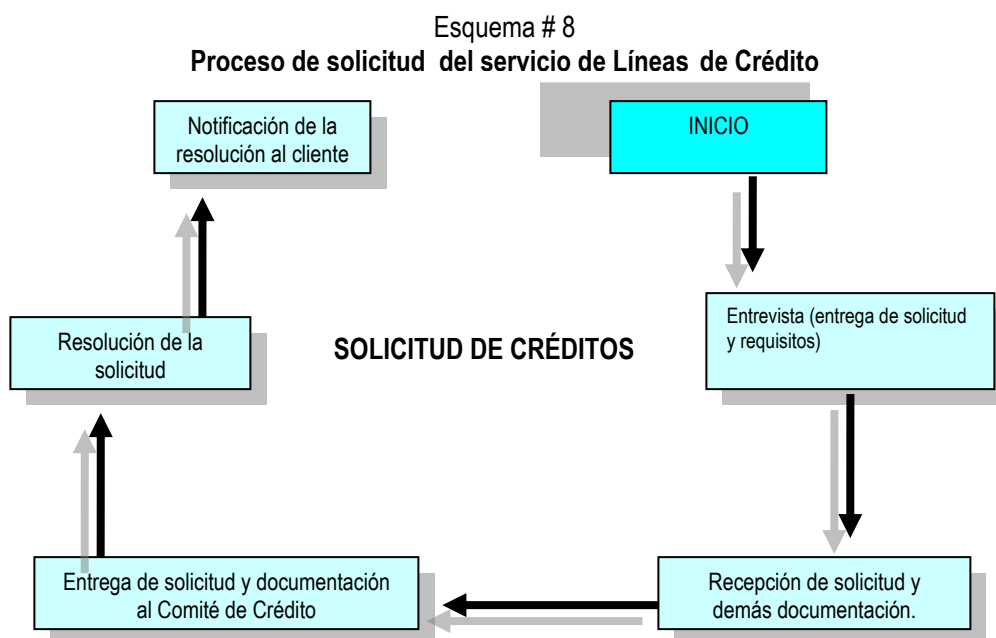 Esquema # 8
Proceso de solicitud del servicio de Líneas de Crédito
INICIO
Entrevista (entrega de solicitud
y requisitos)
Recepción de solicitud y
demás documentación.
Entrega de solicitud y documentación
al Comité de Crédito
Resolución de la
solicitud
Notificación de la
resolución al cliente
SOLICITUD DE CRÉDITOS